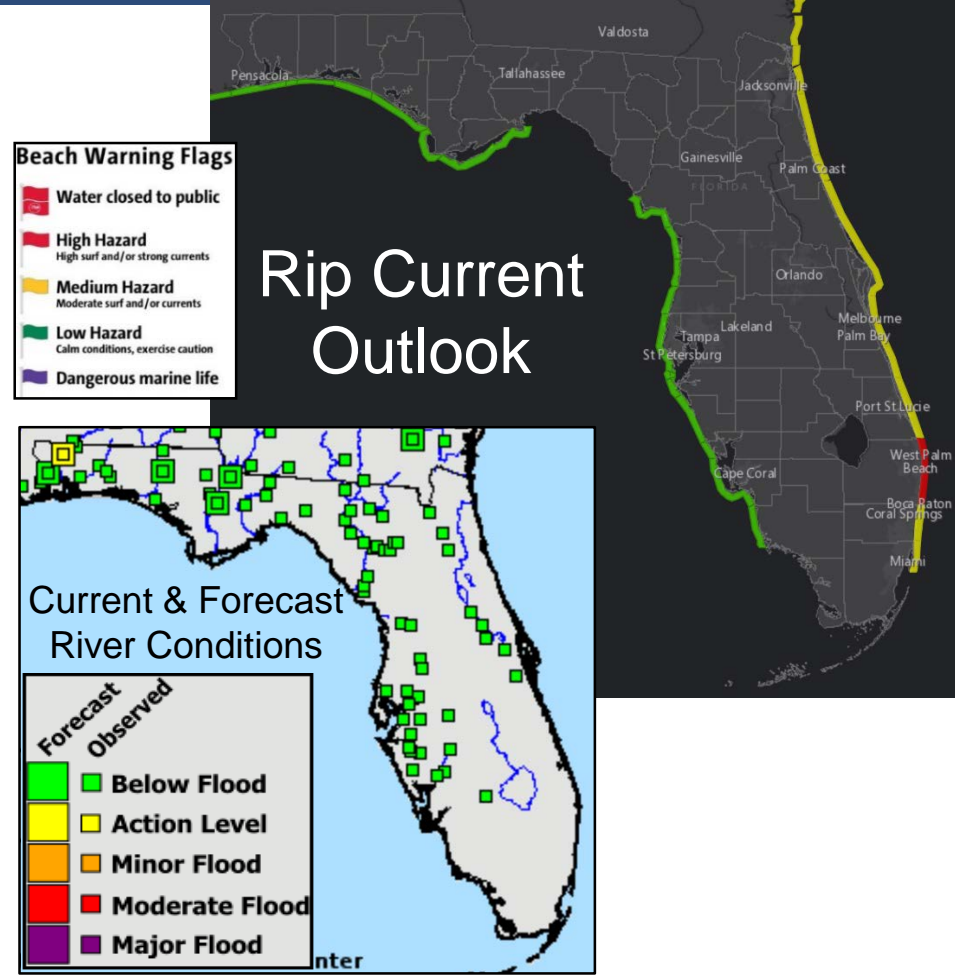 Valdosta
Pensacola
Tallahassee
Jacksonville
Gainesville
Palm Coast
FLORIDA
Orlando
Melbourne
Palm Bay
Lakeland
Tampa
St Petersburg
Port St Lucie
West Palm
Beach
Cape Coral
Boca Raton
Coral Springs
Miami
Rip Current
Outlook
Beach Warning Flags
Water closed to public
High Hazard
High surf and/or strong currents
Medium Hazard
Moderate surf and/or currents
Low Hazard
Calm conditions, exercise caution
Dangerous marine life
Current & Forecast
River Conditions
Forecast
Observed
Below Flood
Action Level
Minor Flood
Moderate Flood
Major Flood
nter